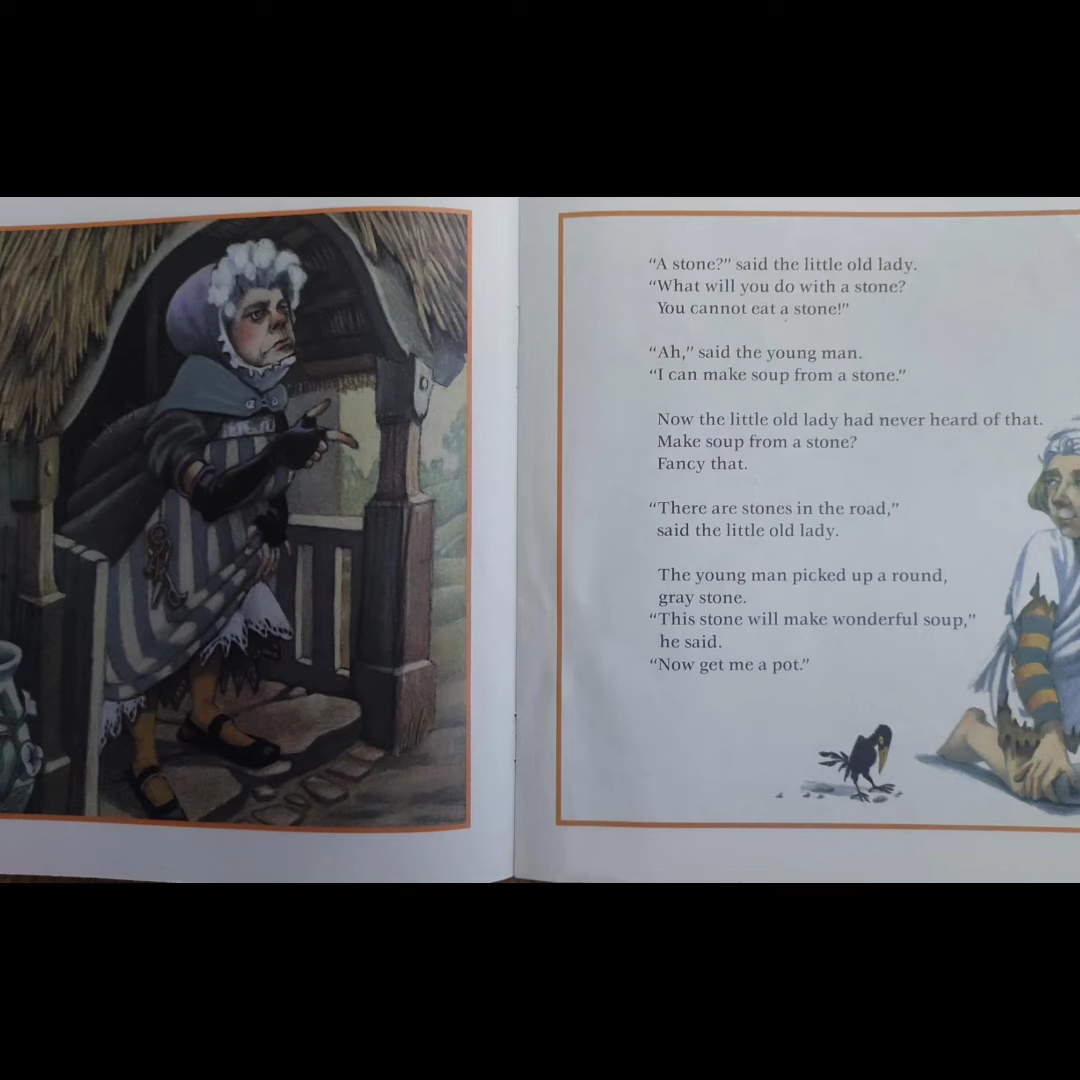 “A stone?” said the little old lady.
“What will you do with a stone?
You cannot eat a stone!”
“Ah,” said the young man.
“I can make soup from a stone.”
Now the little old lady had never heard of that.
Make soup from a stone?
Fancy that.
“There are stones in the road,”
said the little old lady.
The young man picked up a round,
gray stone.
“This stone will make wonderful soup,”
he said.
“Now get me a pot.”